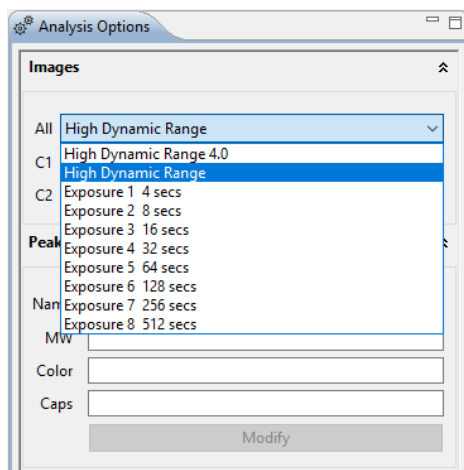 Analysis Options
Images
All High Dynamic Range
High Dynamic Range 4.0
C1 High Dynamic Range
Exposure 1 4 secs
C2 Exposure 2 8 secs
Exposure 3 16 secs
Peak Exposure 4 32 secs
Exposure 5 64 secs
Exposure 6 128 secs
Nam Exposure 7 256 secs
Exposure 8 512 secs
MW
Color
Caps
Modify